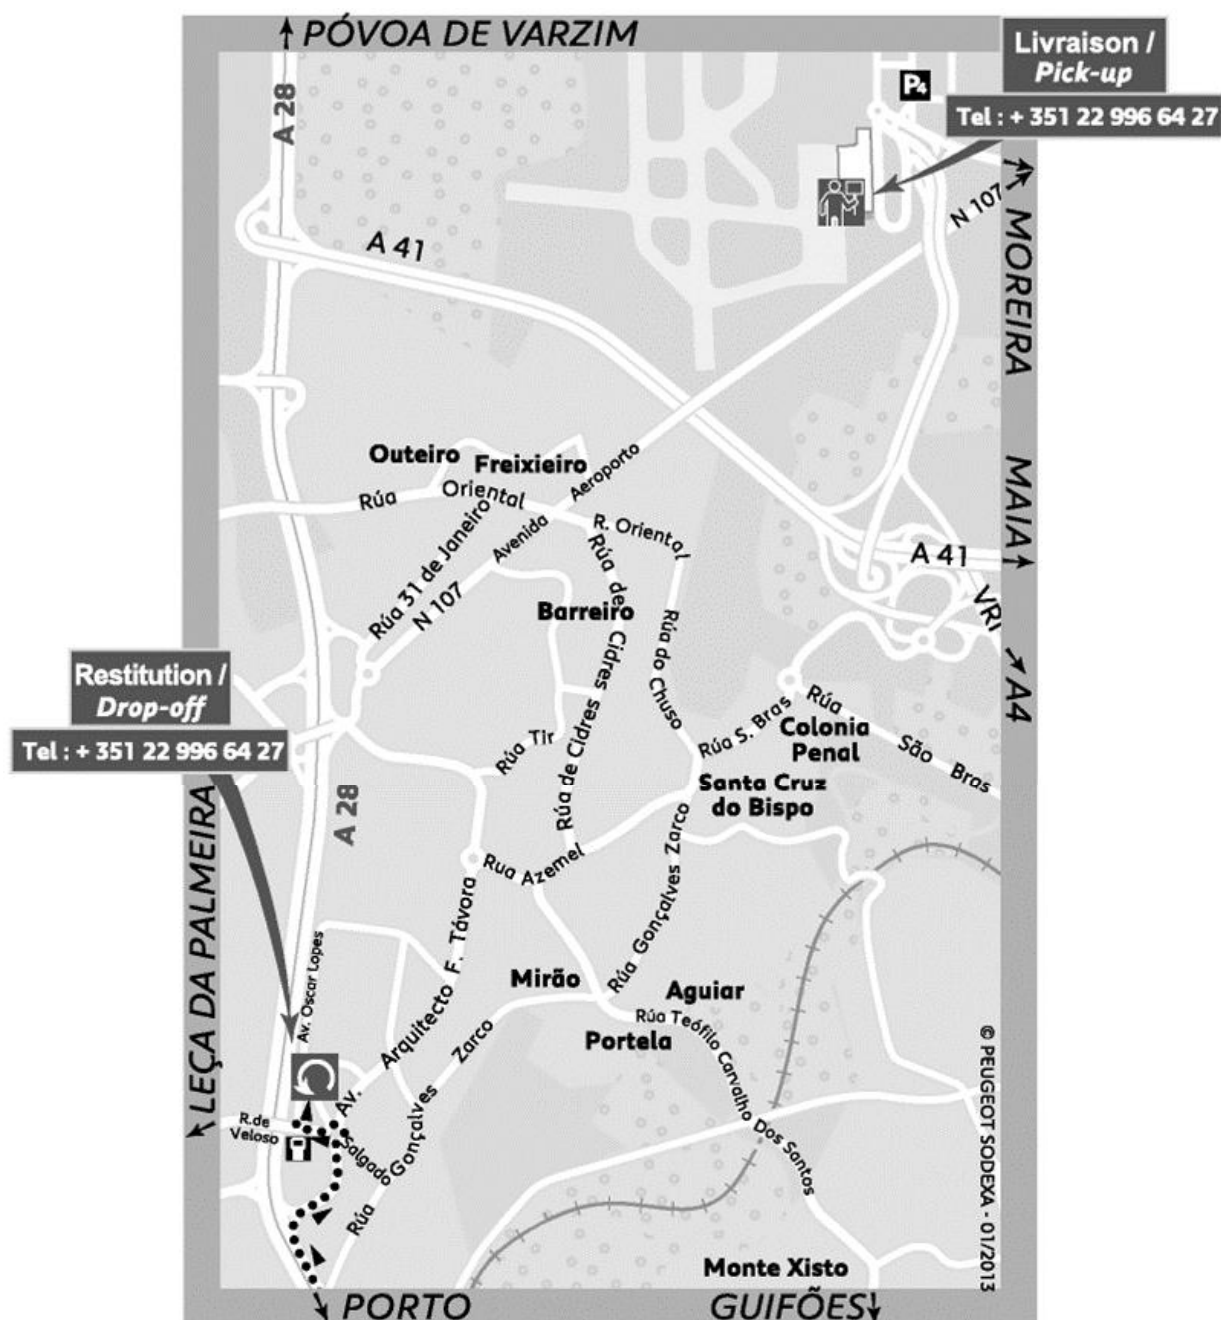 PÓVOA DE VARZIM
Livraison /
Pick-up
Tel : + 351 22 996 64 27
P4
A 28
N 107
A 41
MOREIRA
Outeiro
Freixieiro
Aeroporto
Avenida
Rúa
Oriental
R. Oriental
MAIA
A 41
Rúa 31 de Janeiro
N 107
Rúa de Cidres
Barreiro
VRI
Rúa do Chuso
A4
Restitution /
Drop-off
Tel : + 351 22 996 64 27
Rúa S. Bras
Rúa São Bras
Colonia
Penal
Rúa Tir
Rúa de Cidres
Santa Cruz
do Bispo
A 28
LEÇA DA PALMEIRA
Rua Azemel
Rúa Gonçalves Zarco
Av. Oscar Lopes
Av. Arquitecto F. Távora
Mirão
Aguiar
Portela
Rúa Teófilo Carvalho Dos Santos
Rúa Gonçalves Zarco
R.de
Veloso
Salgado
© PEUGEOT SODEXA - 01/2013
Monte Xisto
PORTO
GUIFÕES